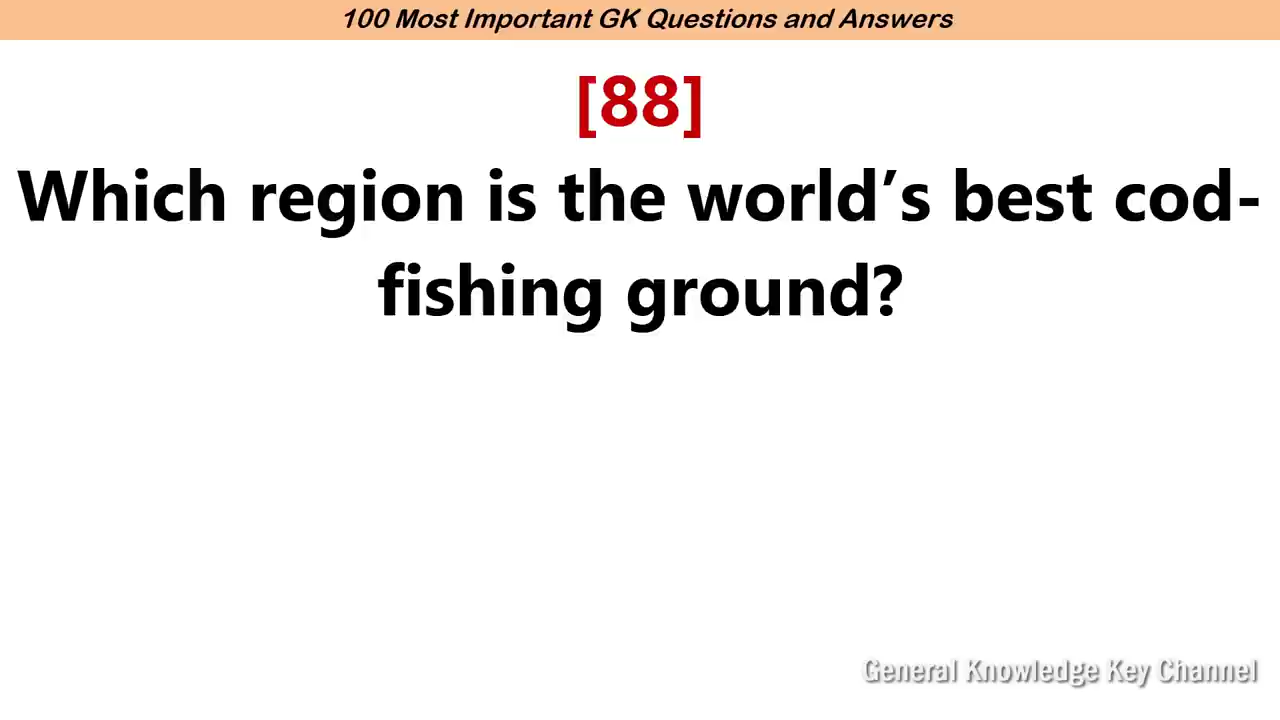 100 Most Important GK Questions and Answers
[88]
Which region is the world’s best cod-
fishing ground?
General Knowledge Key Channel